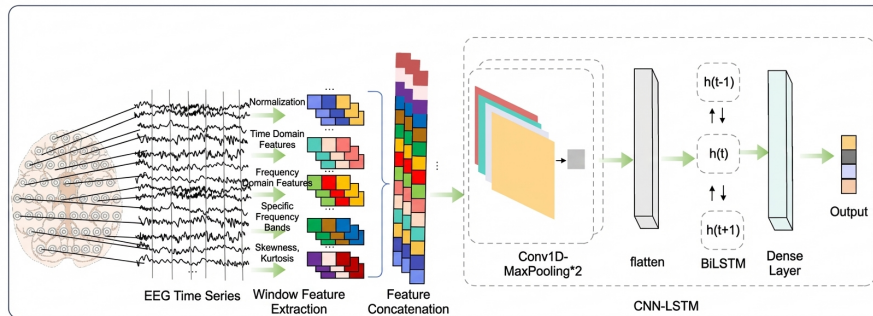 Normalization
Time Domain
Features
Frequency
Domain Features
Specific
Frequency
Bands
Skewness,
Kurtosis
EEG Time Series
Window Feature
Extraction
Feature
Concatenation
Conv1D-
MaxPooling*2
flatten
h(t-1)
h(t)
h(t+1)
BiLSTM
Dense
Layer
Output
CNN-LSTM